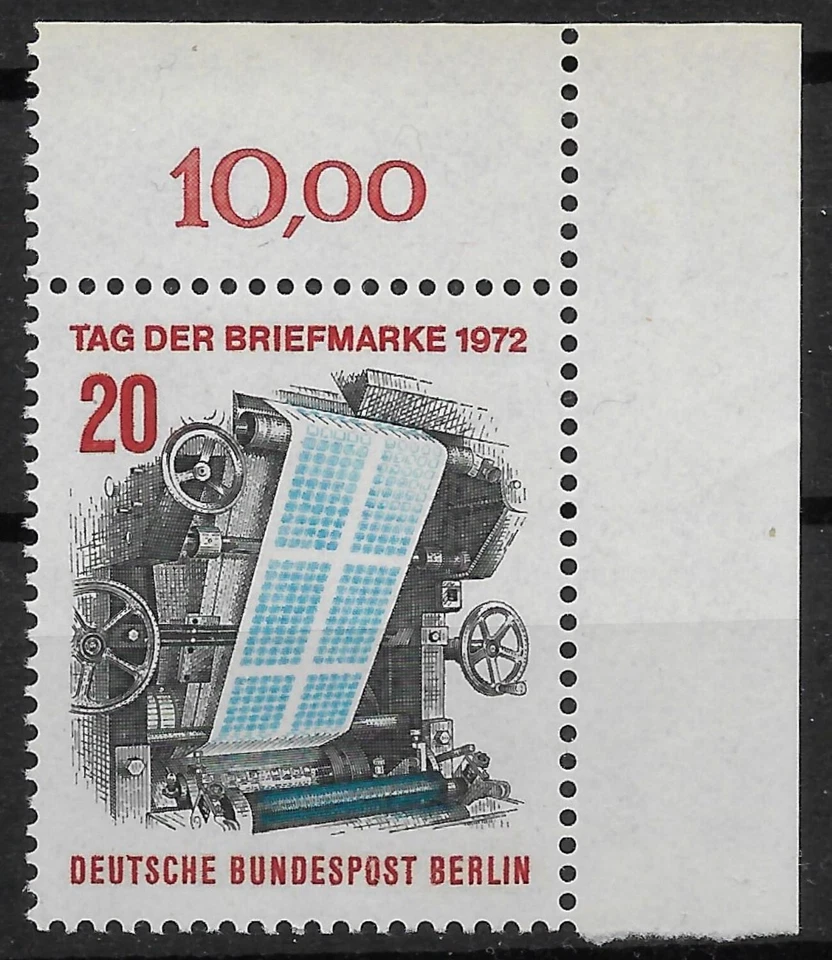 10,00
TAG DER BRIEFMARKE 1972
20
DEUTSCHE BUNDESPOST BERLIN